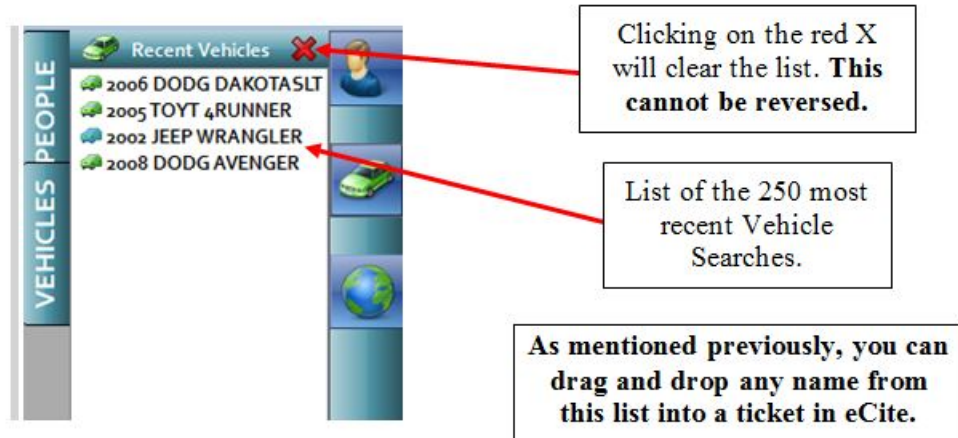 PEOPLE
VEHICLES
Recent Vehicles
2006 DODG DAKOTASLT
2005 TOYT 4RUNNER
2002 JEEP WRANGLER
2008 DODG AVENGER
Clicking on the red X
will clear the list. This
cannot be reversed.
List of the 250 most
recent Vehicle
Searches.
As mentioned previously, you can
drag and drop any name from
this list into a ticket in eCite.